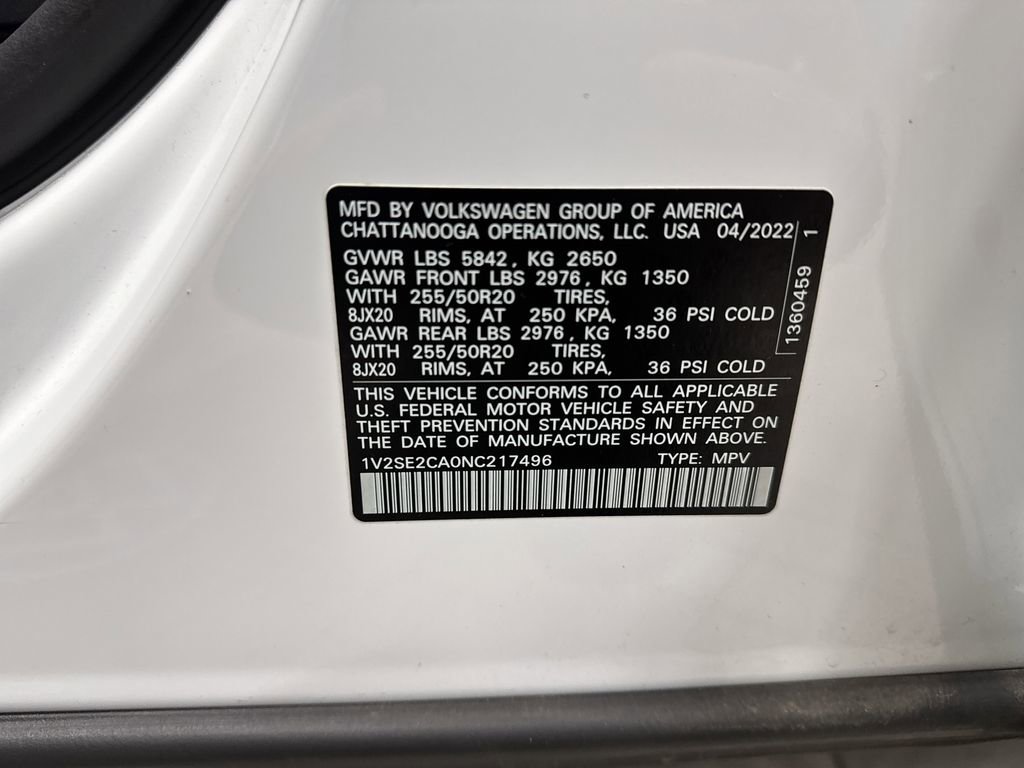 MFD BY VOLKSWAGEN GROUP OF AMERICA
CHATTANOOGA OPERATIONS, LLC. USA 04/2022
GVWR LBS 5842, KG 2650
GAWR FRONT LBS 2976, KG 1350
WITH 255/50R20 TIRES,
8JX20 RIMS, AT 250 KPA, 36 PSI COLD
GAWR REAR LBS 2976, KG 1350
WITH 255/50R20 TIRES,
8JX20 RIMS, AT 250 KPA, 36 PSI COLD
1360459 1
THIS VEHICLE CONFORMS TO ALL APPLICABLE
U.S. FEDERAL MOTOR VEHICLE SAFETY AND
THEFT PREVENTION STANDARDS IN EFFECT ON
THE DATE OF MANUFACTURE SHOWN ABOVE.
1V2SE2CA0NC217496 TYPE: MPV